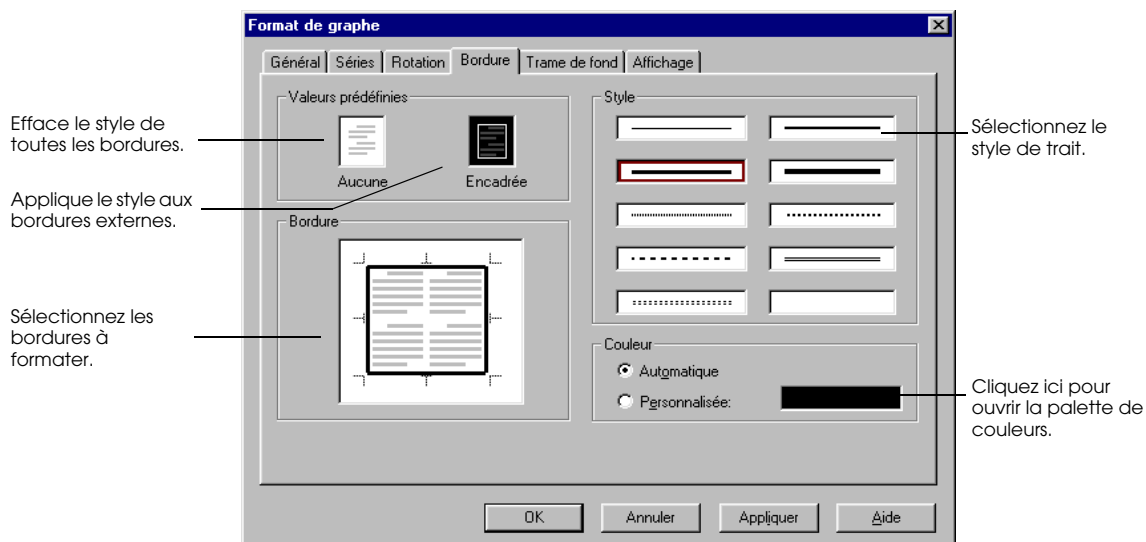 Format de graphe
Général Séries Rotation Bordure Trame de fond Affichage
Valeurs prédéfinies
Style
Efface le style de
toutes les bordures.
Sélectionnez le
style de trait.
Aucune Encadrée
Applique le style aux
bordures externes.
Bordure
Sélectionnez les
bordures à
formater.
Couleur
Automatique
Personnalisée:
Cliquez ici pour
ouvrir la palette de
couleurs.
OK Annuler Appliquer Aide